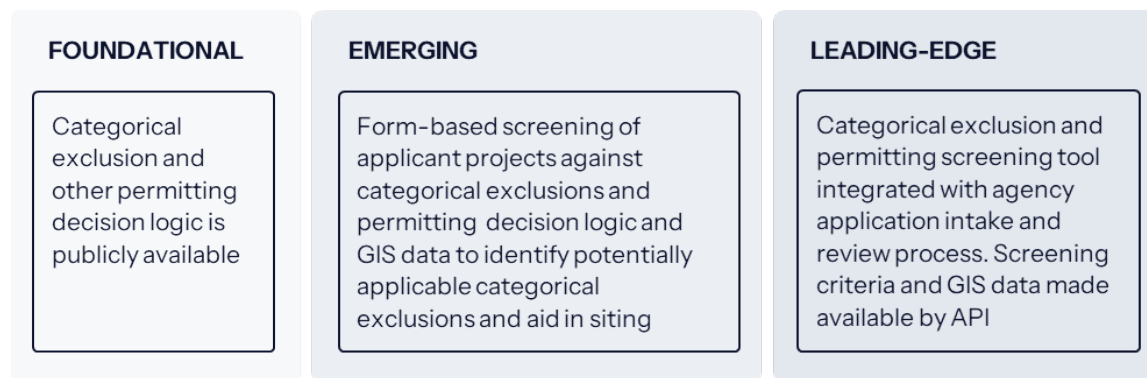 FOUNDATIONAL
Categorical
exclusion and
other permitting
decision logic is
publicly available
EMERGING
Form-based screening of
applicant projects against
categorical exclusions and
permitting decision logic and
GIS data to identify potentially
applicable categorical
exclusions and aid in siting
LEADING-EDGE
Categorical exclusion and
permitting screening tool
integrated with agency
application intake and
review process. Screening
criteria and GIS data made
available by API